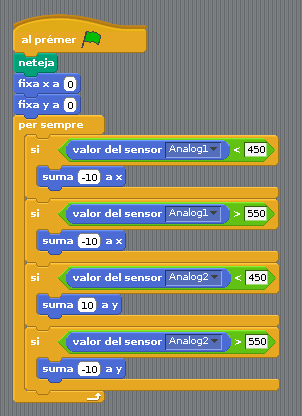 al prémer
neteja
fixa x a 0
fixa y a 0
per sempre
si valor del sensor Analog1 < 450
suma -10 a x
si valor del sensor Analog1 > 550
suma -10 a x
si valor del sensor Analog2 < 450
suma 10 a y
si valor del sensor Analog2 > 550
suma -10 a y